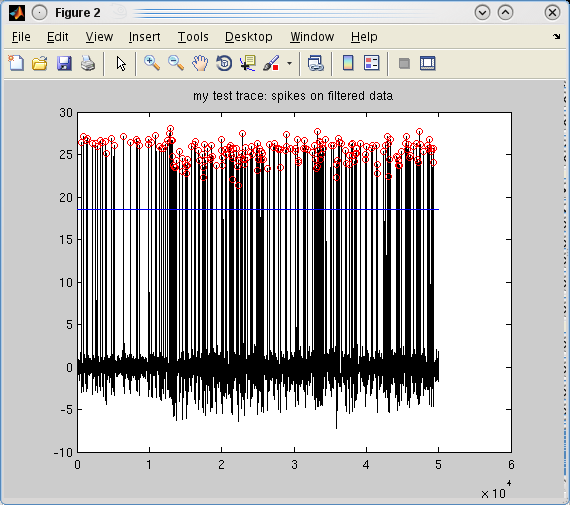 Figure 2
File Edit View Insert Tools Desktop Window Help
my test trace: spikes on filtered data
30
25
20
15
10
5
0
-5
-10
0 1 2 3 4 5 6
x 10^4